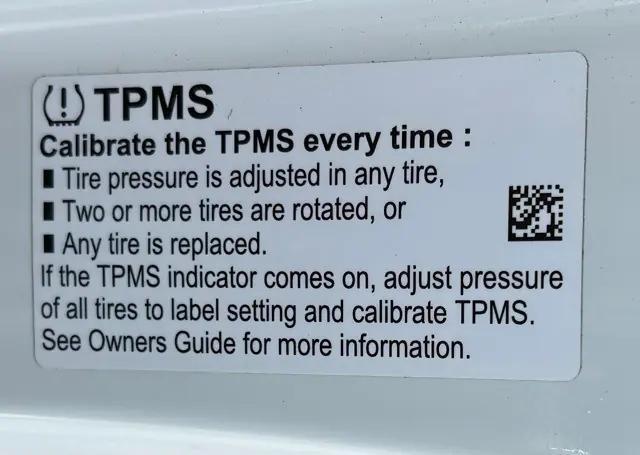 TPMS
Calibrate the TPMS every time :
Tire pressure is adjusted in any tire,
Two or more tires are rotated, or
Any tire is replaced.
If the TPMS indicator comes on, adjust pressure
of all tires to label setting and calibrate TPMS.
See Owners Guide for more information.